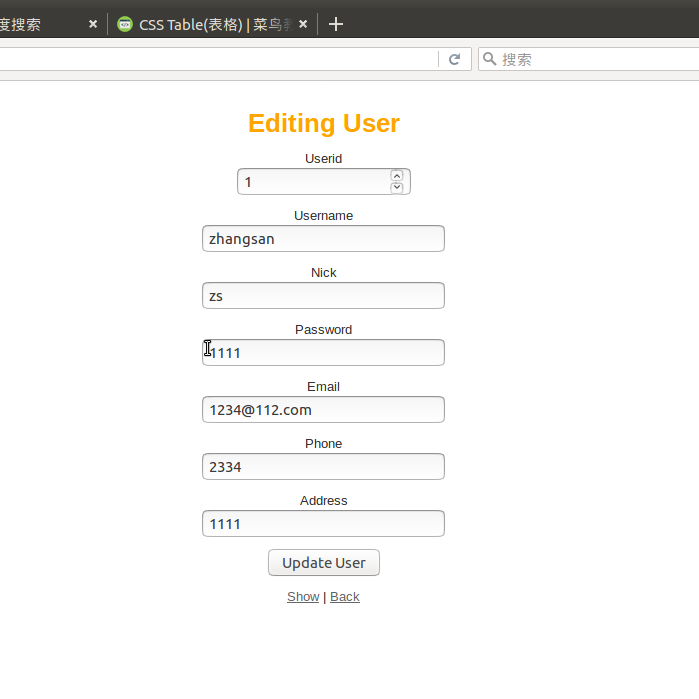 度搜索
CSS Table(表格) | 菜鸟教
搜索
Editing User
Userid
1
Username
zhangsan
Nick
zs
Password
1111
Email
1234@112.com
Phone
2334
Address
1111
Update User
Show | Back